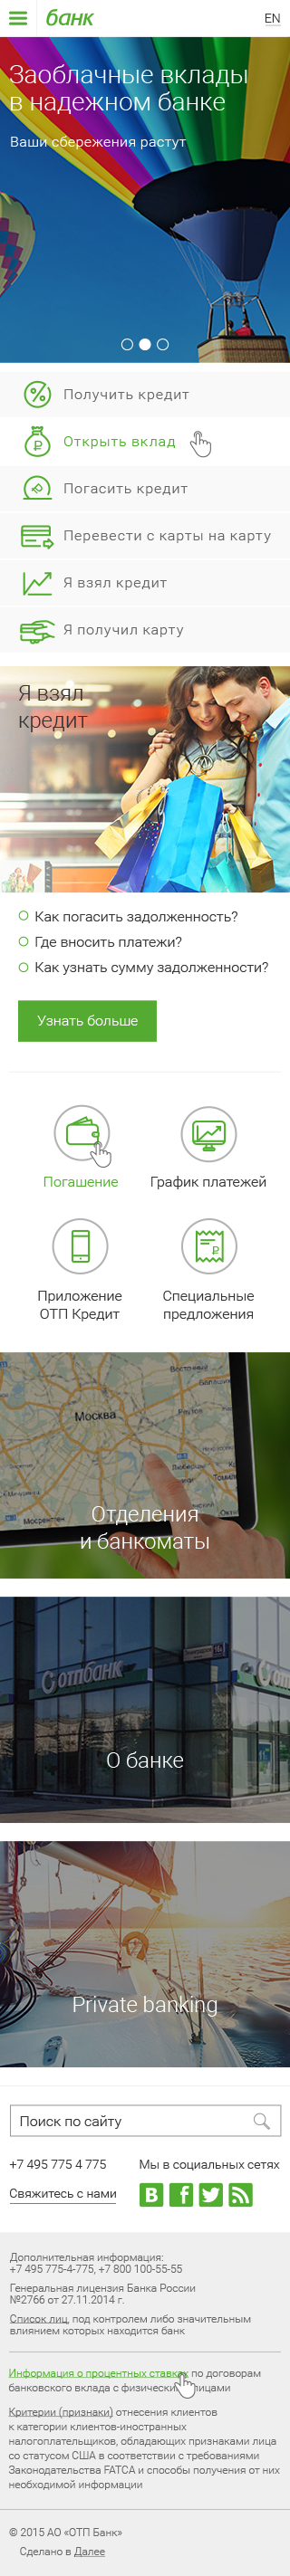 банк
EN
Заоблачные вклады
в надежном банке
Ваши сбережения растут
Получить кредит
Открыть вклад
Погасить кредит
Перевести с карты на карту
Я взял кредит
Я получил карту
Я взял
кредит
Как погасить задолженность?
Где вносить платежи?
Как узнать сумму задолженности?
Узнать больше
Погашение
График платежей
Приложение
ОТП Кредит
Специальные
предложения
Москва
Отделения
и банкоматы
отпбанк
О банке
Private banking
Поиск по сайту
+7 495 775 4 775
Мы в социальных сетях
Свяжитесь с нами
Дополнительная информация:
+7 495 775-4-775, +7 800 100-55-55
Генеральная лицензия Банка России
№2766 от 27.11.2014 г.
Список лиц, под контролем либо значительным
влиянием которых находится банк
Информация о процентных ставках по договорам
банковского вклада с физическими лицами
Критерии (признаки) отнесения клиентов
к категории клиентов-иностранных
налогоплательщиков, обладающих признаками лица
со статусом США в соответствии с требованиями
Законодательства FATCA и способы получения от них
необходимой информации
© 2015 АО «ОТП Банк»
Сделано в Далее